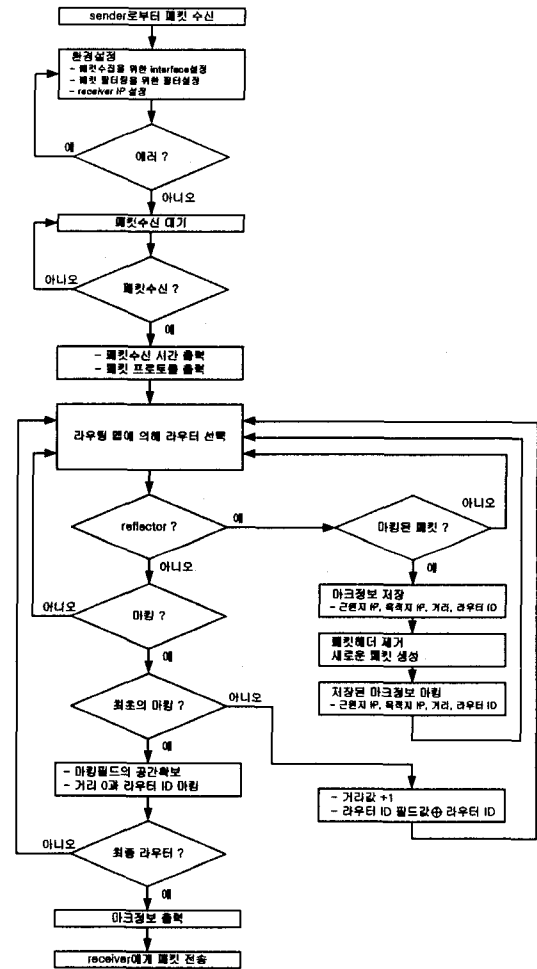 sender로부터 패킷 수신
환경설정
- 패킷수집을 위한 interface설정
- 패킷 필터링을 위한 필터설정
- receiver IP 설정
예
에러 ?
아니오
패킷수신 대기
아니오
패킷수신 ?
예
- 패킷수신 시간 출력
- 패킷 프로토콜 출력
라우팅 맵에 의해 라우터 선택
아니오
reflector ?
예
마킹된 패킷 ?
아니오
예
아니오
마킹 ?
마크정보 저장
- 근원지 IP, 목적지 IP, 거리, 라우터 ID
예
패킷헤더 제거
새로운 패킷 생성
최초의 마킹 ?
아니오
저장된 마크정보 마킹
- 근원지 IP, 목적지 IP, 거리, 라우터 ID
예
- 마킹필드의 공간확보
- 거리 0과 라우터 ID 마킹
- 거리값 +1
- 라우터 ID 필드값⊕ 라우터 ID
아니오
최종 라우터 ?
예
마크정보 출력
receiver에게 패킷 전송